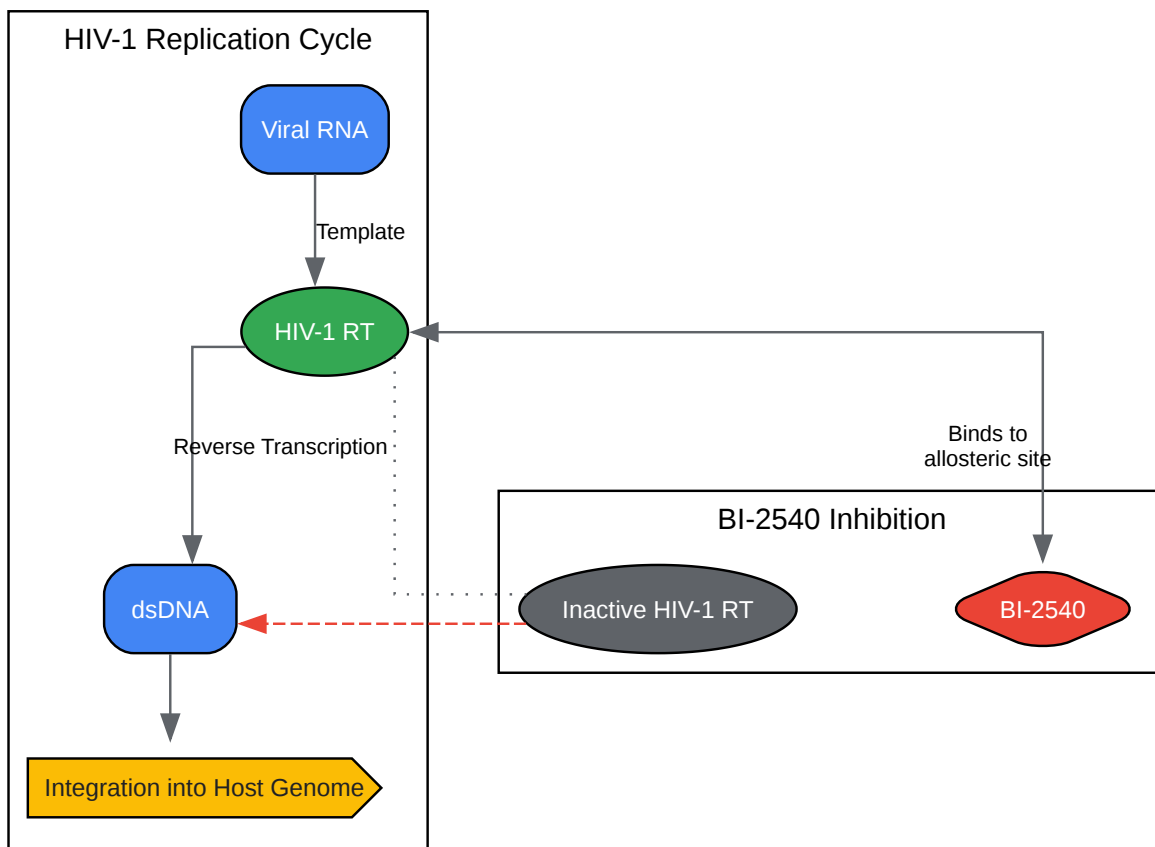 HIV-1 Replication Cycle
Viral RNA
Template
HIV-1 RT
Reverse Transcription
Binds to
allosteric site
BI-2540 Inhibition
dsDNA
Inactive HIV-1 RT
BI-2540
Integration into Host Genome